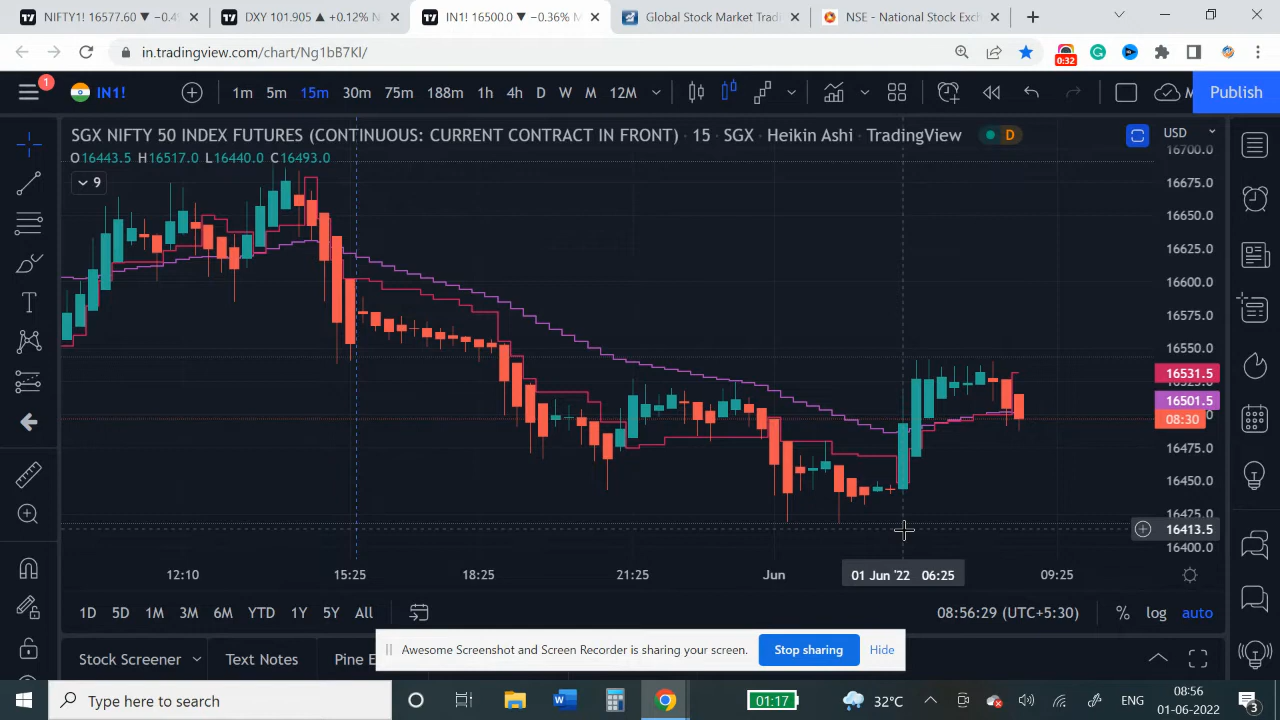 NIFTY1! 16577.60 ▼ −0.4
DXY 101.905 ▲ +0.12%
IN1! 16500.0 ▼ −0.36%
Global Stock Market Tradi
NSE - National Stock Exch
in.tradingview.com/chart/Ng1bB7Kl/
0:32
1
IN1!
1m 5m 15m 30m 75m 188m 1h 4h D W M 12M
Publish
SGX NIFTY 50 INDEX FUTURES (CONTINUOUS: CURRENT CONTRACT IN FRONT) · 15 · SGX · Heikin Ashi · TradingView
D
USD
O16443.5 H16517.0 L16440.0 C16493.0
9
16700.0
16675.0
16650.0
16625.0
16600.0
16575.0
16550.0
16531.5
16501.5
08:30
16475.0
16450.0
16425.0
16413.5
16400.0
12:10 15:25 18:25 21:25 Jun 01 Jun '22 06:25 09:25
1D 5D 1M 3M 6M YTD 1Y 5Y All
08:56:29 (UTC+5:30) % log auto
Stock Screener Text Notes Pine E
Awesome Screenshot and Screen Recorder is sharing your screen. Stop sharing Hide
Type here to search
01:17
32°C
ENG
08:56
01-06-2022
3